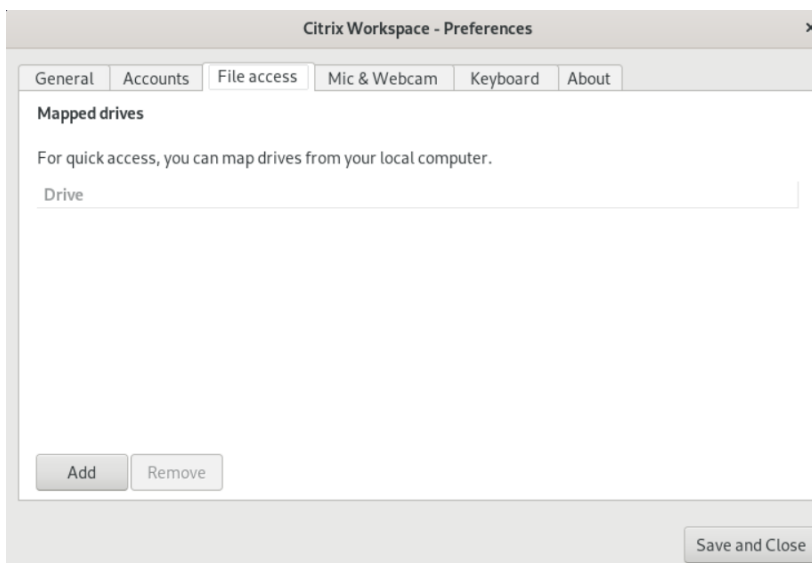 Citrix Workspace - Preferences
General Accounts File access Mic & Webcam Keyboard About
Mapped drives
For quick access, you can map drives from your local computer.
Drive
Add Remove
Save and Close